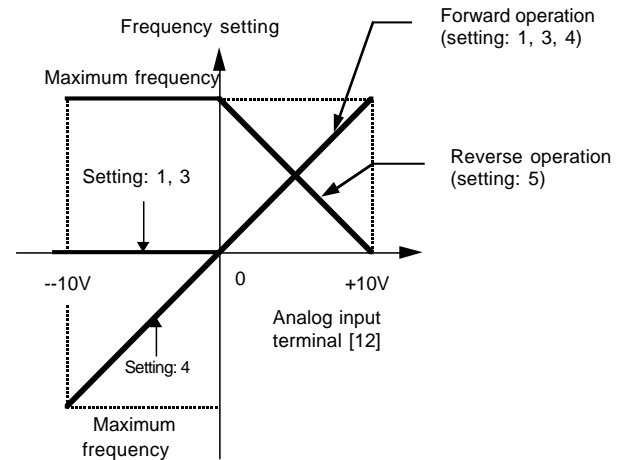 Forward operation
(setting: 1, 3, 4)
Frequency setting
Maximum frequency
Reverse operation
(setting: 5)
Setting: 1, 3
--10V
0
+10V
Analog input
terminal [12]
Setting: 4
Maximum
frequency